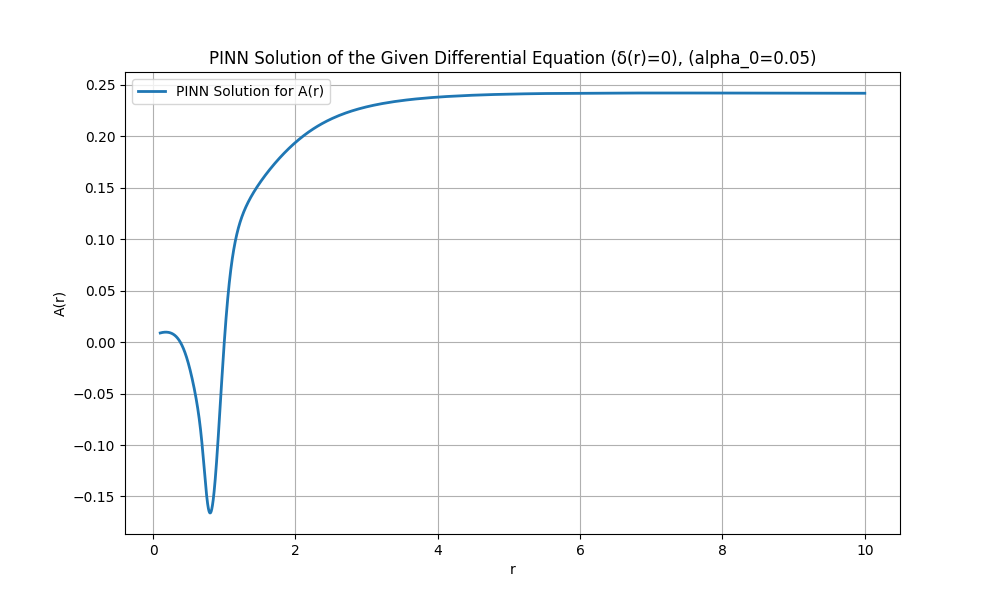 PINN Solution of the Given Differential Equation (δ(r)=0), (alpha_0=0.05)
PINN Solution for A(r)
0.25
0.20
0.15
0.10
0.05
0.00
−0.05
−0.10
−0.15
A(r)
0 2 4 6 8 10
r